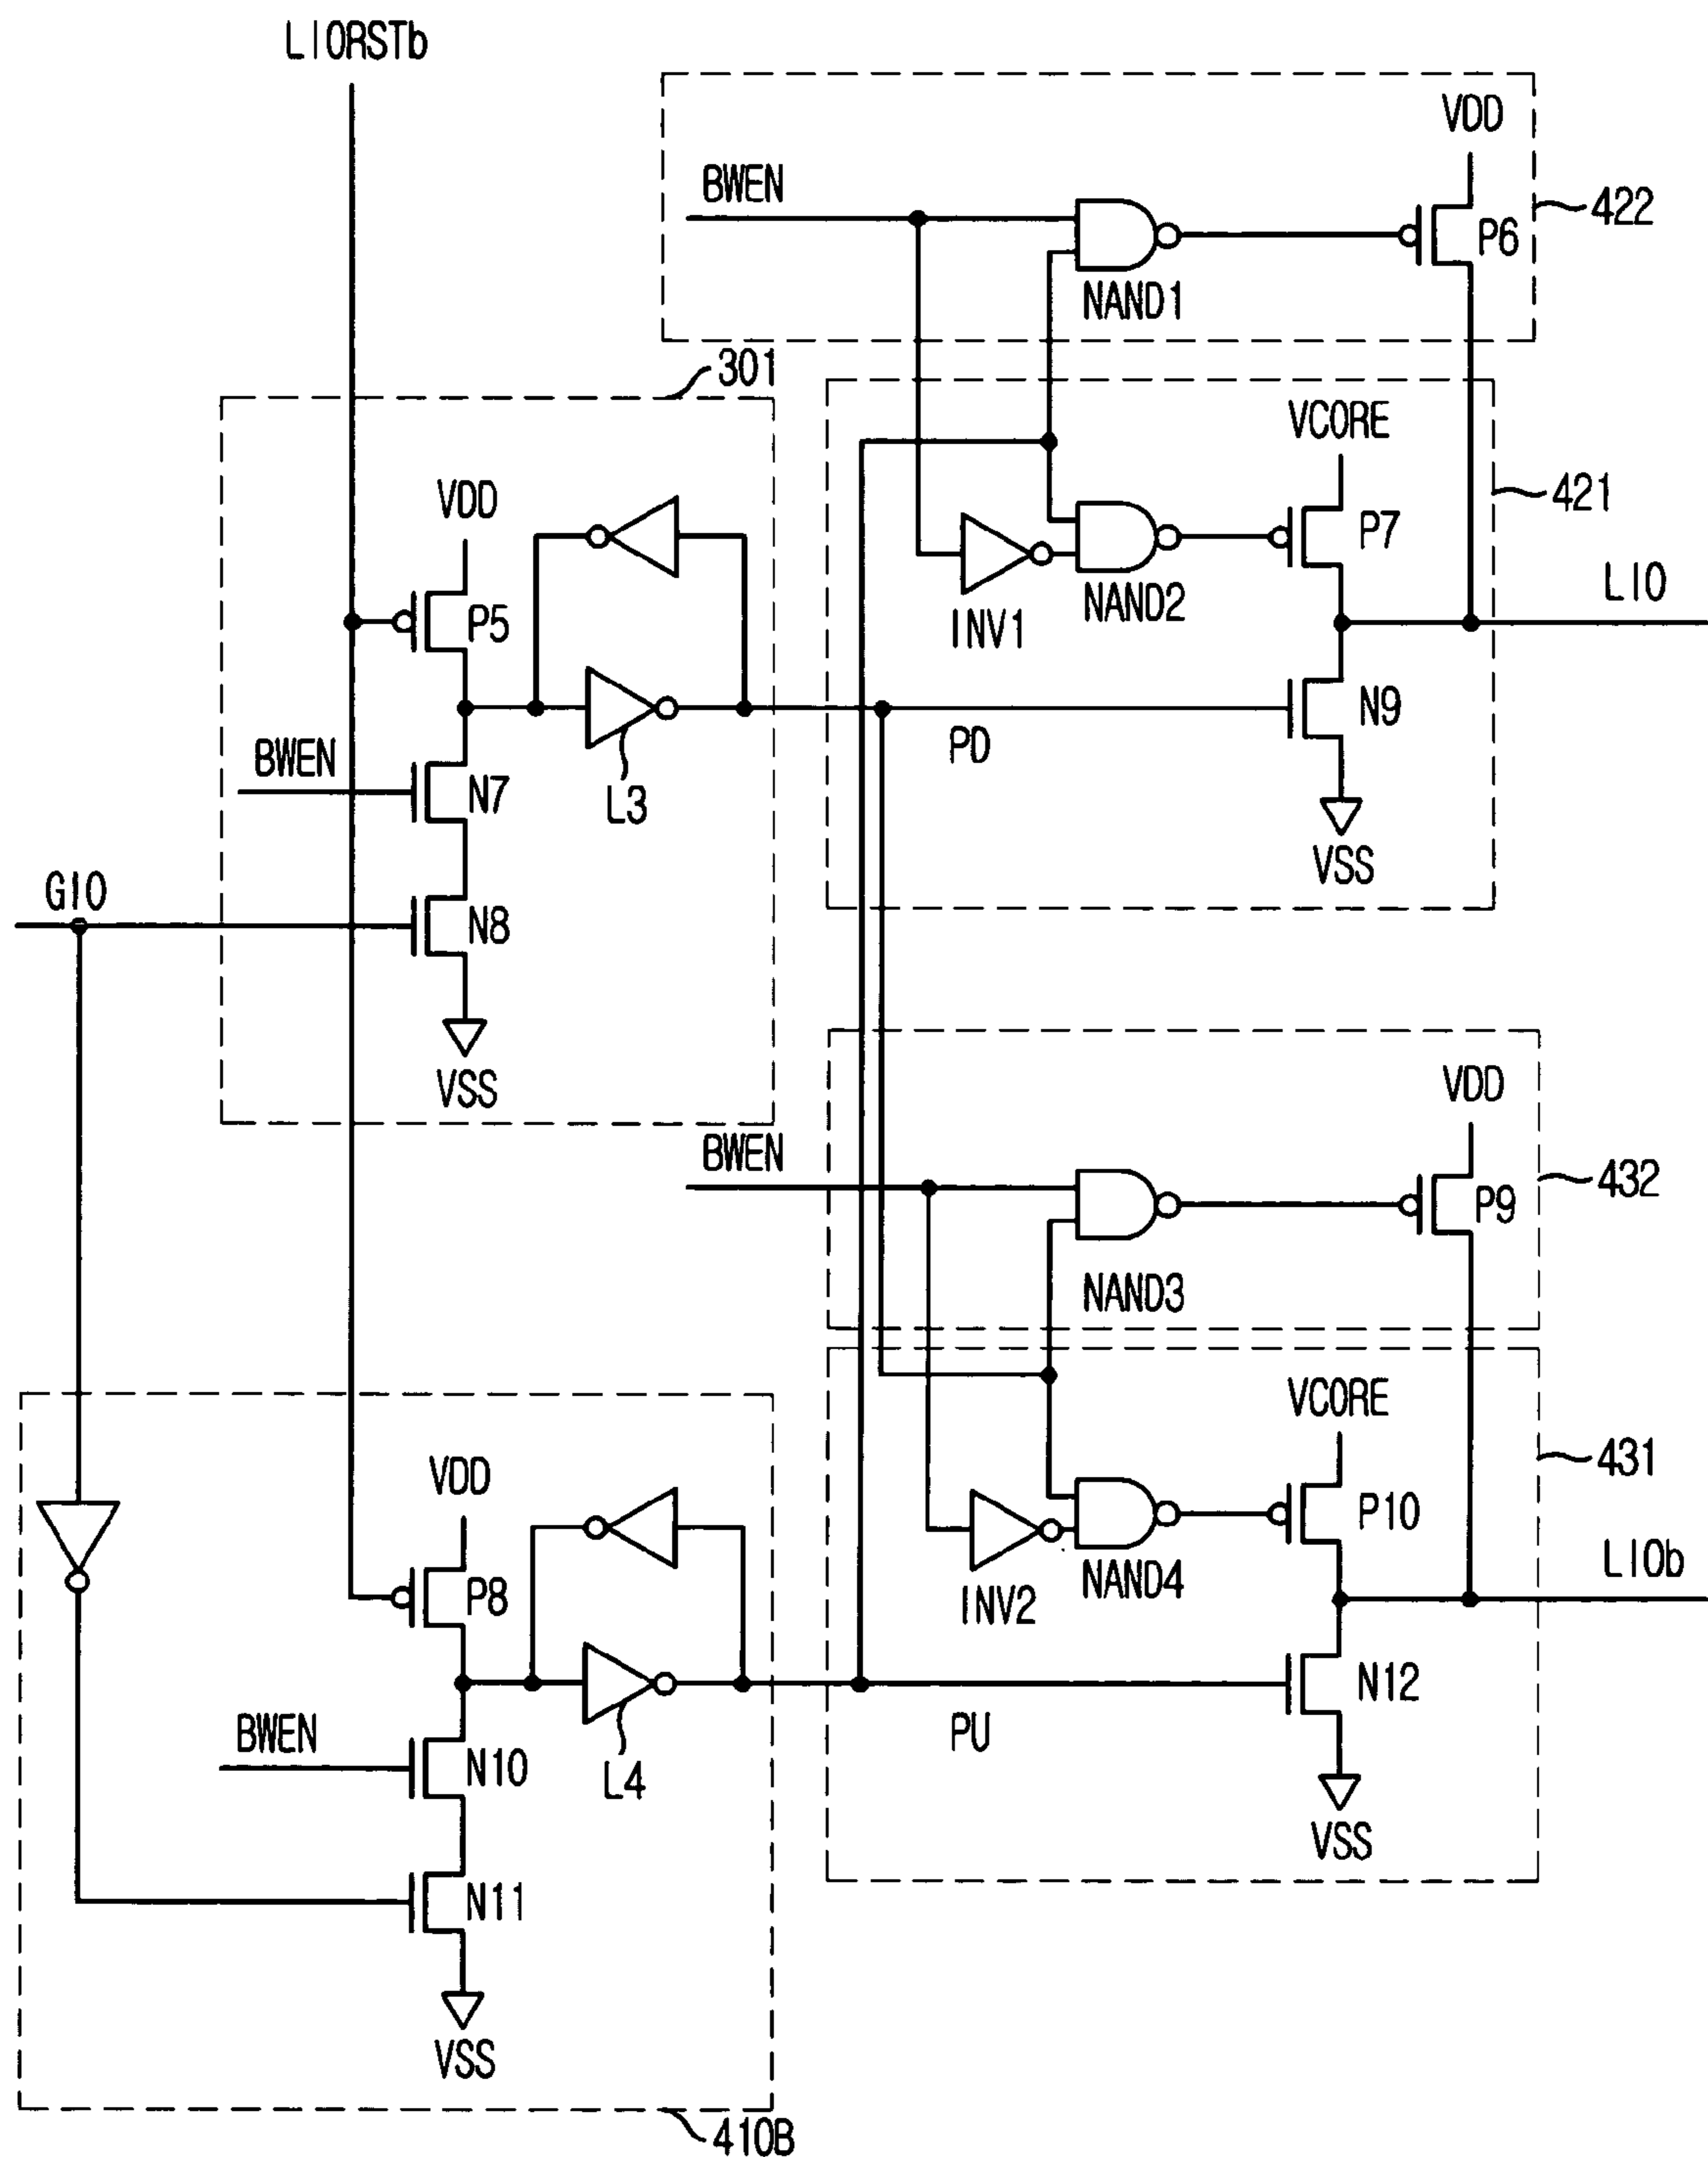 LIORSTb
VDD
BWEN
P6
422
NAND1
301
VCORE
421
VDD
P7
LIO
P5
INV1
NAND2
N9
PD
BWEN
N7
L3
VSS
GIO
N8
VSS
VDD
BWEN
432
P9
NAND3
VCORE
431
VDD
P10
LIOb
P8
INV2
NAND4
N12
PU
BWEN
N10
L4
VSS
N11
VSS
410B